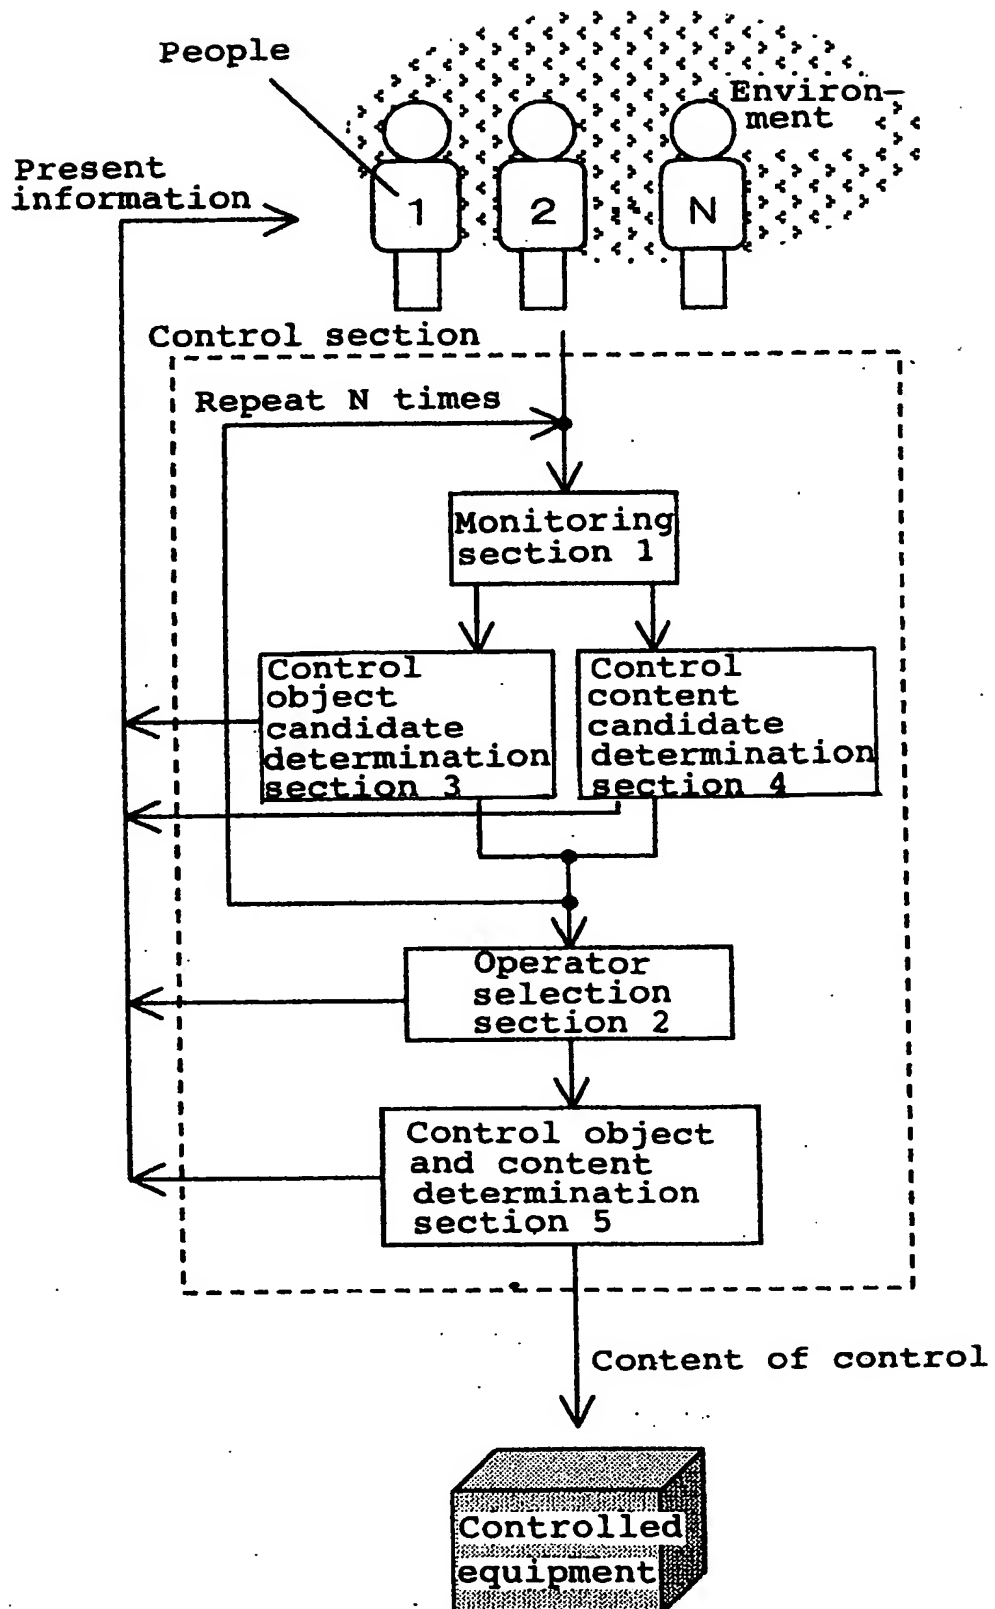 People
Environ-
ment
Present
information
1
2
N
Control section
Repeat N times
Monitoring
section 1
Control
object
candidate
determination
section 3
Control
content
candidate
determination
section 4
Operator
selection
section 2
Control object
and content
determination
section 5
Content of control
Controlled
equipment